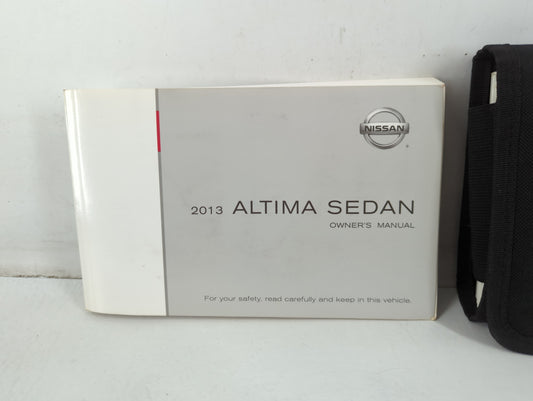 NISSAN
2013 ALTIMA SEDAN
OWNER'S MANUAL
For your safety, read carefully and keep in this vehicle.